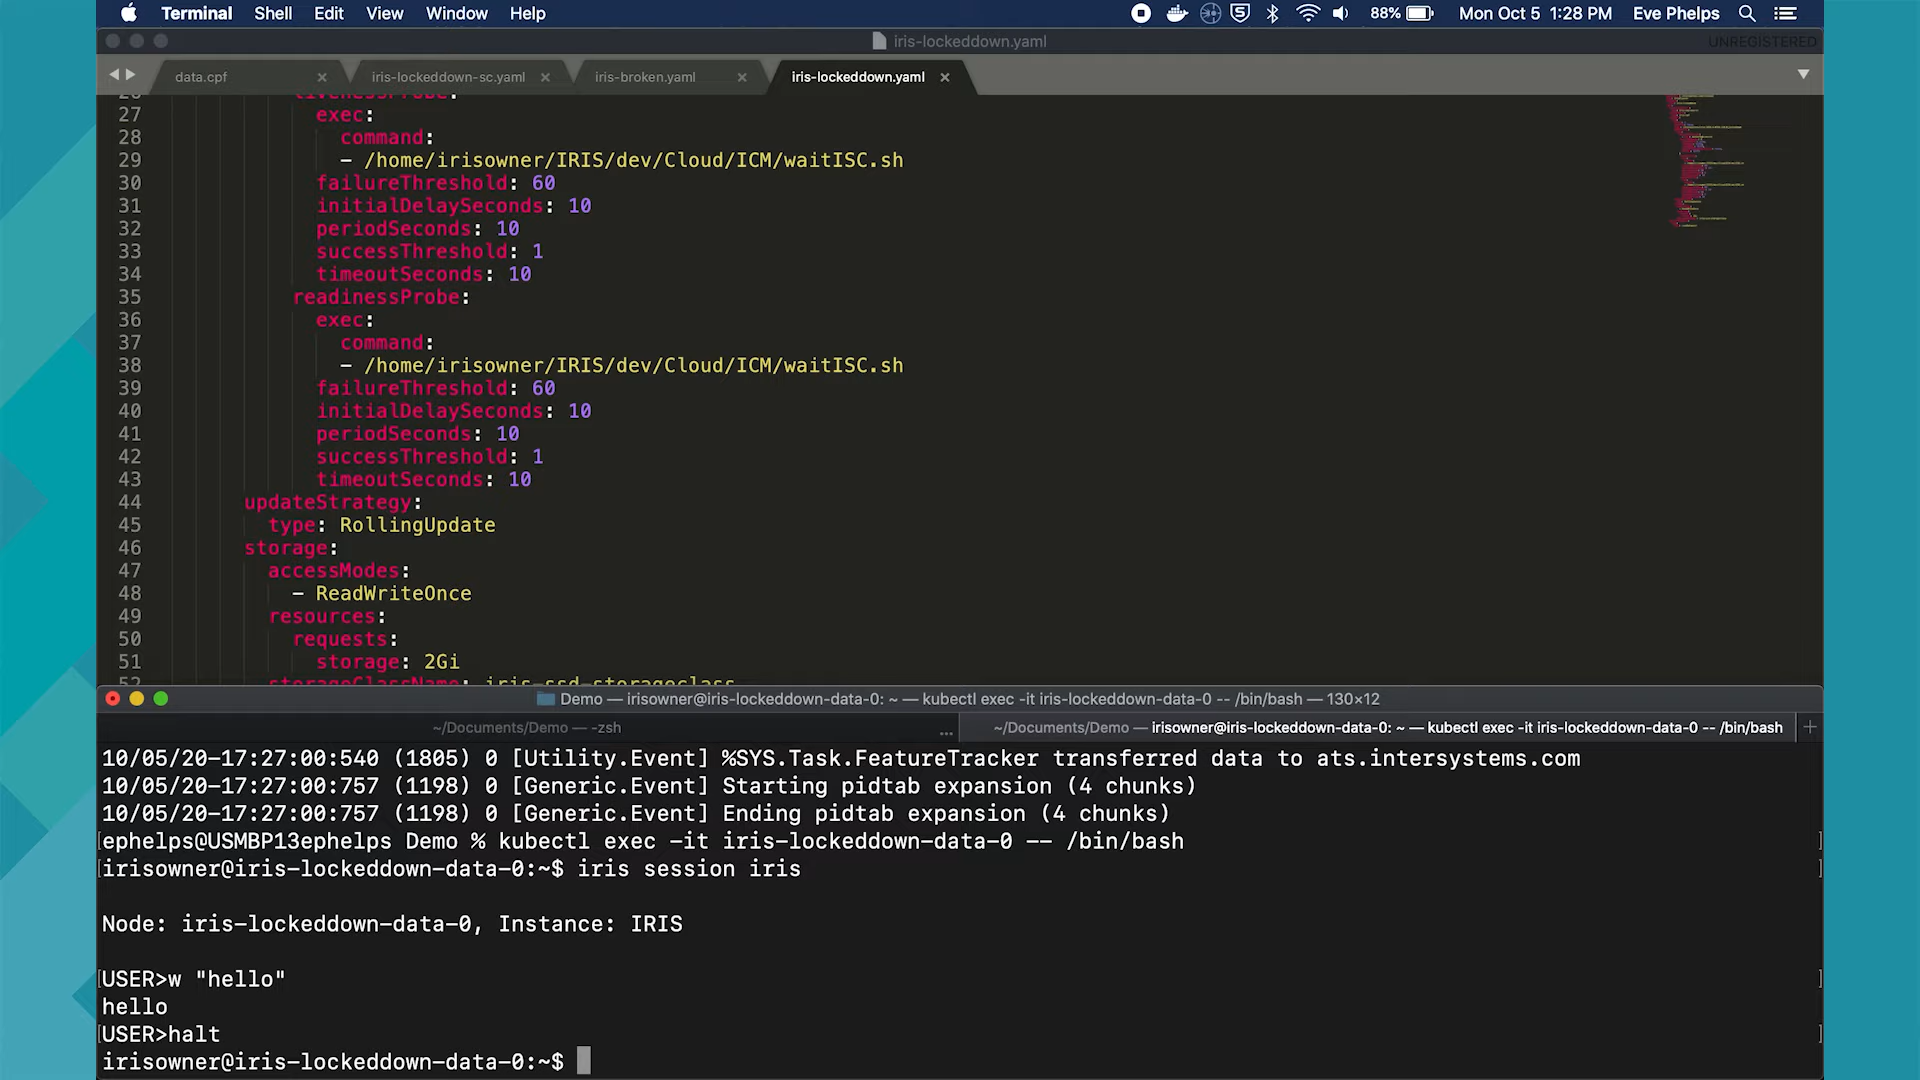 Terminal Shell Edit View Window Help 88% Mon Oct 5 1:28 PM Eve Phelps
iris-lockeddown.yaml UNREGISTERED
data.cpf iris-lockeddown-sc.yaml iris-broken.yaml iris-lockeddown.yaml
26 livenessProbe:
27 exec:
28 command:
29 - /home/irisowner/IRIS/dev/Cloud/ICM/waitISC.sh
30 failureThreshold: 60
31 initialDelaySeconds: 10
32 periodSeconds: 10
33 successThreshold: 1
34 timeoutSeconds: 10
35 readinessProbe:
36 exec:
37 command:
38 - /home/irisowner/IRIS/dev/Cloud/ICM/waitISC.sh
39 failureThreshold: 60
40 initialDelaySeconds: 10
41 periodSeconds: 10
42 successThreshold: 1
43 timeoutSeconds: 10
44 updateStrategy:
45 type: RollingUpdate
46 storage:
47 accessModes:
48 - ReadWriteOnce
49 resources:
50 requests:
51 storage: 2Gi
52 storageClassName: iris-ssd-storageclass
Demo — irisowner@iris-lockeddown-data-0: ~ — kubectl exec -it iris-lockeddown-data-0 -- /bin/bash — 130×12
~/Documents/Demo — -zsh ... ~/Documents/Demo — irisowner@iris-lockeddown-data-0: ~ — kubectl exec -it iris-lockeddown-data-0 -- /bin/bash
10/05/20-17:27:00:540 (1805) 0 [Utility.Event] %SYS.Task.FeatureTracker transferred data to ats.intersystems.com
10/05/20-17:27:00:757 (1198) 0 [Generic.Event] Starting pidtab expansion (4 chunks)
10/05/20-17:27:00:757 (1198) 0 [Generic.Event] Ending pidtab expansion (4 chunks)
[ephelps@USMBP13ephelps Demo % kubectl exec -it iris-lockeddown-data-0 -- /bin/bash ]
[irisowner@iris-lockeddown-data-0:~$ iris session iris ]
Node: iris-lockeddown-data-0, Instance: IRIS
[USER>w "hello" ]
hello
[USER>halt ]
irisowner@iris-lockeddown-data-0:~$